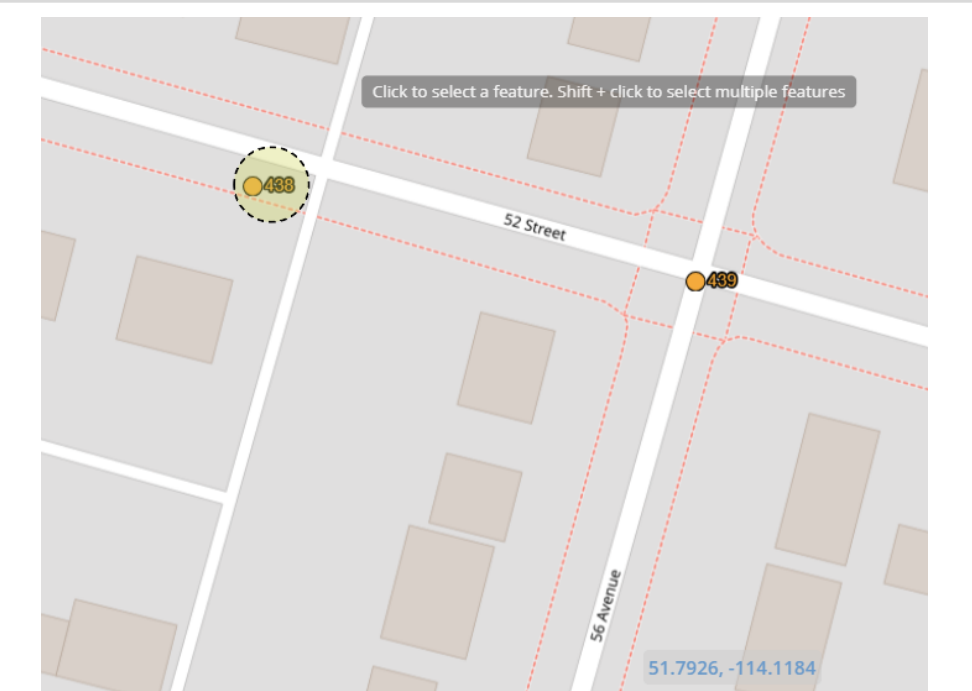 Click to select a feature. Shift + click to select multiple features
438
52 Street
439
56 Avenue
51.7926, -114.1184